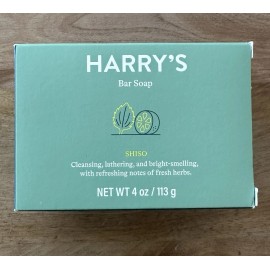 HARRY'S
Bar Soap
SHISO
Cleansing, lathering, and bright-smelling,
with refreshing notes of fresh herbs.
NET WT 4 oz / 113 g